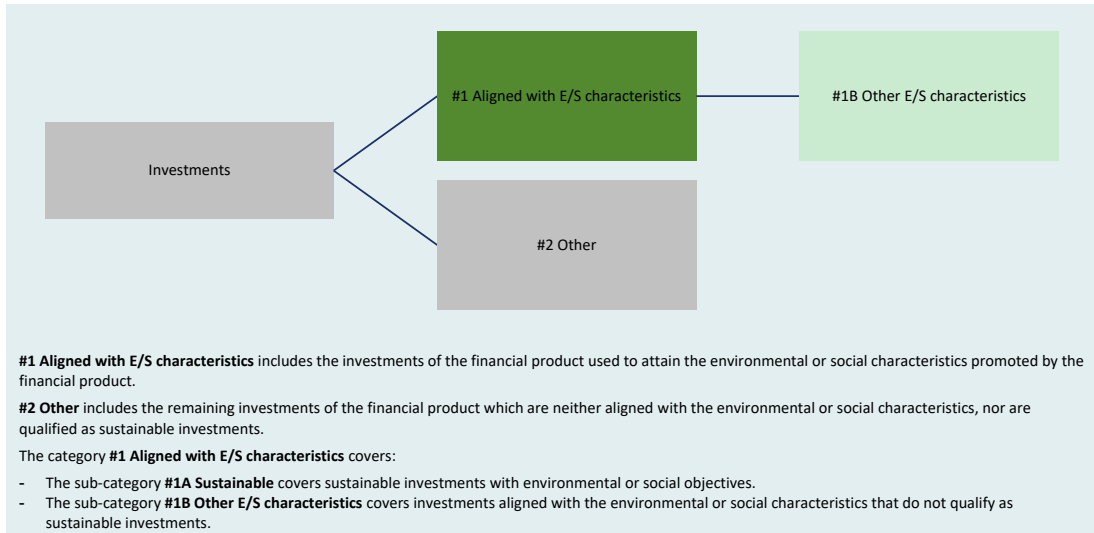 #1 Aligned with E/S characteristics
#1B Other E/S characteristics
Investments
#2 Other
#1 Aligned with E/S characteristics includes the investments of the financial product used to attain the environmental or social characteristics promoted by the
financial product.
#2 Other includes the remaining investments of the financial product which are neither aligned with the environmental or social characteristics, nor are
qualified as sustainable investments.
The category #1 Aligned with E/S characteristics covers:
- The sub-category #1A Sustainable covers sustainable investments with environmental or social objectives.
- The sub-category #1B Other E/S characteristics covers investments aligned with the environmental or social characteristics that do not qualify as
sustainable investments.